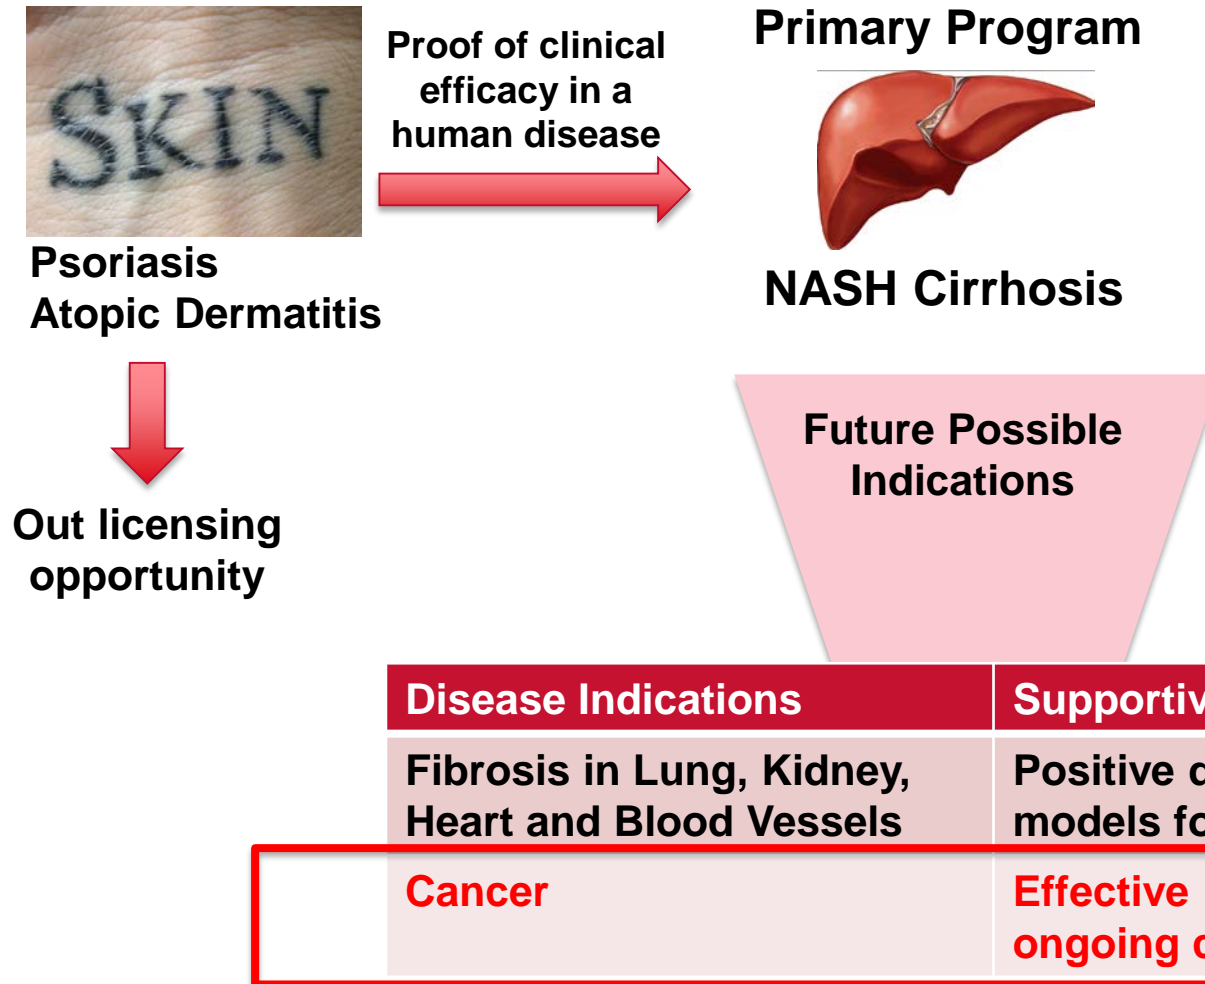 SKIN
Proof of clinical
efficacy in a
human disease
Primary Program
Psoriasis
Atopic Dermatitis
NASH Cirrhosis
Out licensing
opportunity
Future Possible
Indications
Disease Indications
Fibrosis in Lung, Kidney,
Heart and Blood Vessels
Positive
models
Cancer
Effective
ongoing